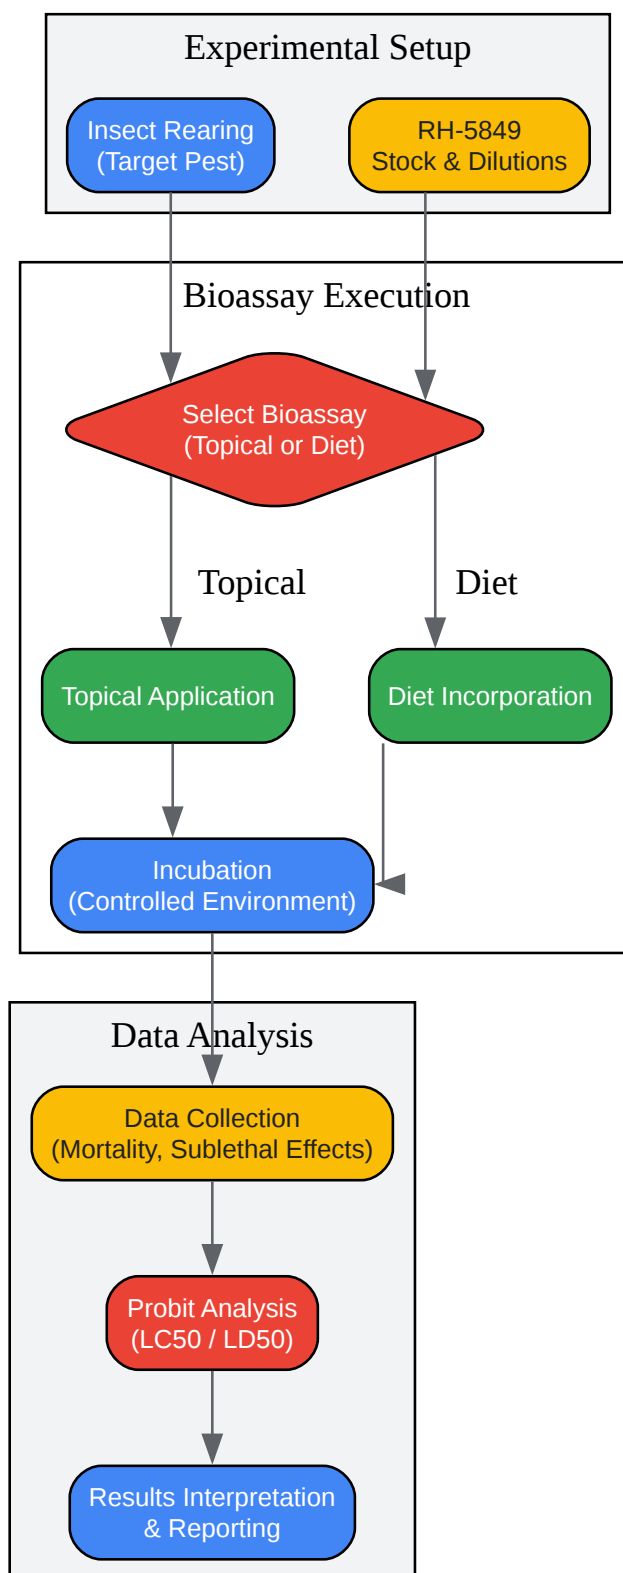 Experimental Setup
Insect Rearing
(Target Pest)
RH-5849
Stock & Dilutions
Bioassay Execution
Select Bioassay
(Topical or Diet)
Topical
Diet
Topical Application
Diet Incorporation
Incubation
(Controlled Environment)
Data Analysis
Data Collection
(Mortality, Sublethal Effects)
Probit Analysis
(LC50 / LD50)
Results Interpretation
& Reporting